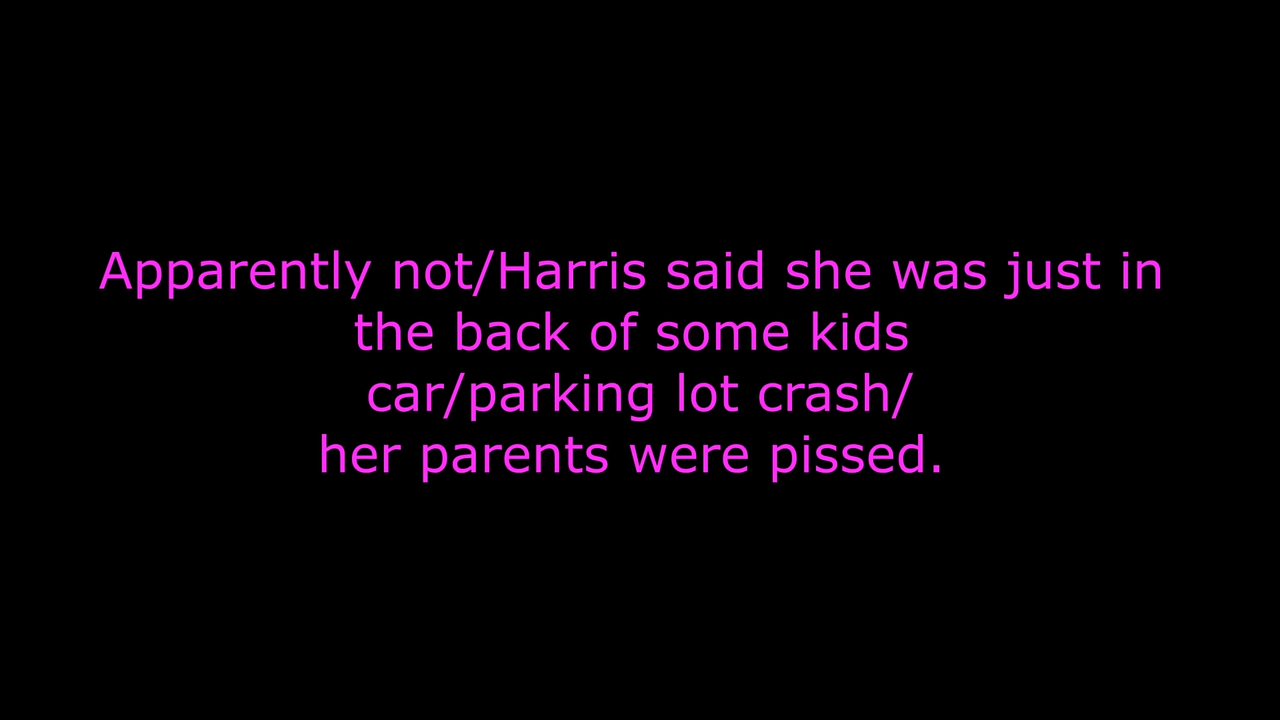 Apparently not/Harris said she was just in
the back of some kids
car/parking lot crash/
her parents were pissed.